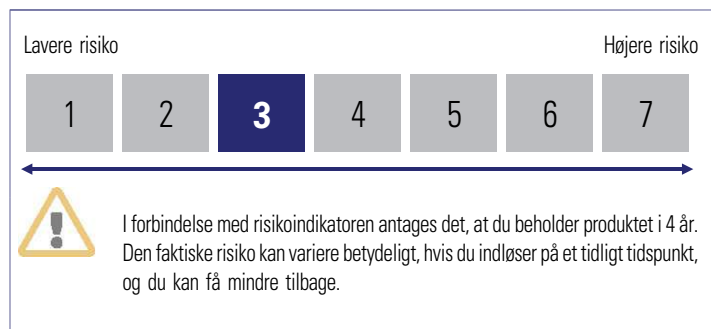 Lavere risiko Højere risiko
1 2 3 4 5 6 7
I forbindelse med risikoindikatoren antages det, at du beholder produktet i 4 år.
Den faktiske risiko kan variere betydeligt, hvis du indløser på et tidligt tidspunkt,
og du kan få mindre tilbage.